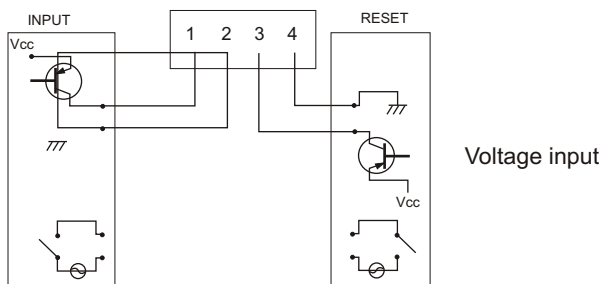 INPUT
RESET
1 2 3 4
Vcc
Voltage input
Vcc